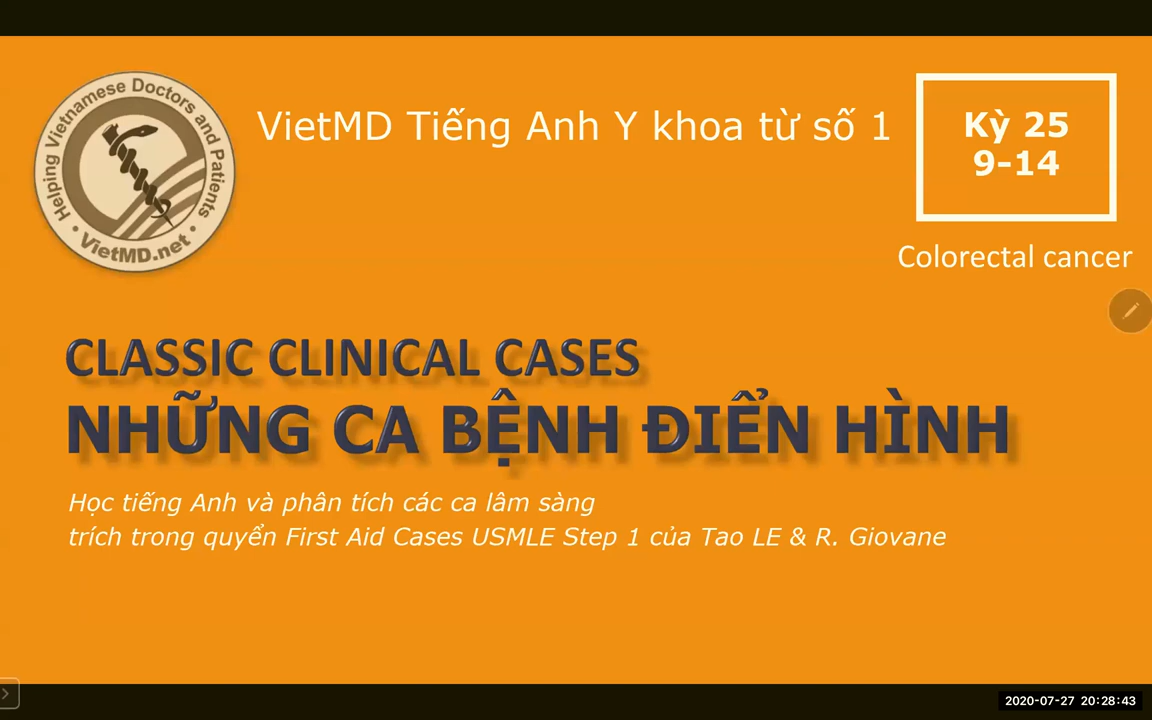 Helping Vietnamese Doctors and Patients
• VietMD.net •
VietMD Tiếng Anh Y khoa từ số 1
Kỳ 25
9-14
Colorectal cancer
CLASSIC CLINICAL CASES
NHỮNG CA BỆNH ĐIỂN HÌNH
Học tiếng Anh và phân tích các ca lâm sàng
trích trong quyển First Aid Cases USMLE Step 1 của Tao LE & R. Giovane
2020-07-27 20:28:43